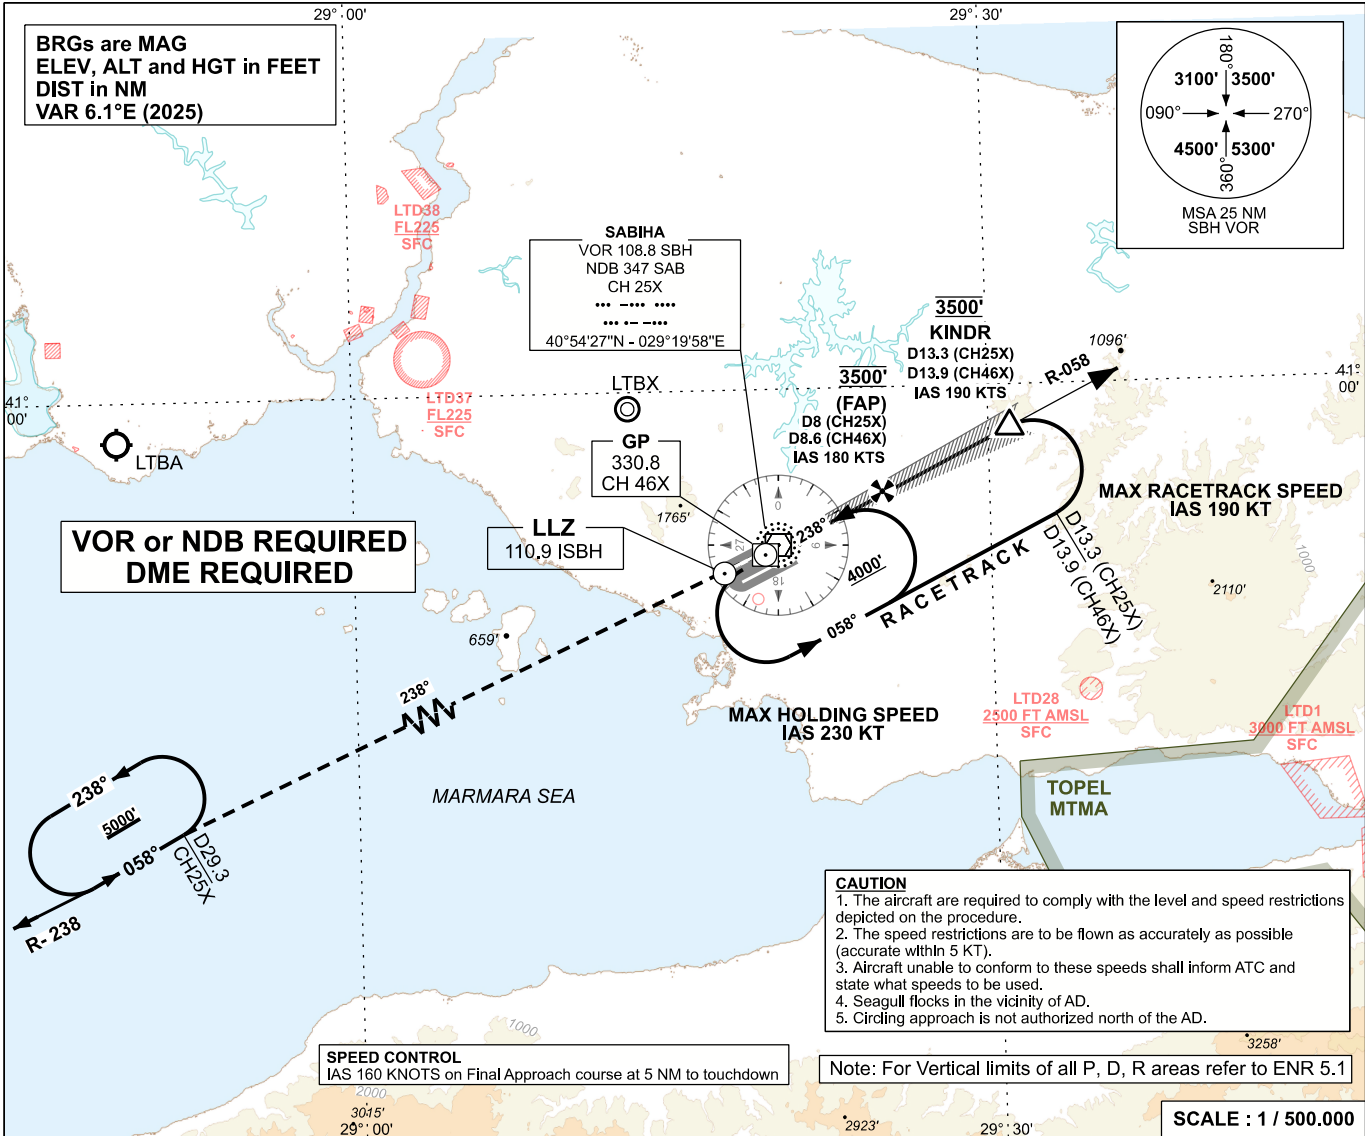 29° 00'
29° 30'
BRGs are MAG
ELEV, ALT and HGT in FEET
DIST in NM
VAR 6.1°E (2025)
180°
3100' 3500'
090° 270°
4500' 5300'
360°
MSA 25 NM
SBH VOR
LTD38
FL225
SFC
SABIHA
VOR 108.8 SBH
NDB 347 SAB
CH 25X
40°54'27"N - 029°19'58"E
3500'
KINDR
D13.3 (CH25X)
D13.9 (CH46X)
IAS 190 KTS
1096'
R-058
41°
00'
3500'
(FAP)
D8 (CH25X)
D8.6 (CH46X)
IAS 180 KTS
LTD37
FL225
SFC
LTBX
41°
00'
LTBA
GP
330.8
CH 46X
1765'
LLZ
110.9 ISBH
0
9
18
27
238°
MAX RACETRACK SPEED
IAS 190 KT
VOR or NDB REQUIRED
DME REQUIRED
4000'
058°
RACETRACK
D13.3 (CH25X)
D13.9 (CH46X)
1000
2110'
659'
238°
LTD28
2500 FT AMSL
SFC
MAX HOLDING SPEED
IAS 230 KT
LTD1
3000 FT AMSL
SFC
MARMARA SEA
TOPEL
MTMA
238°
5000'
058°
D29.3
CH25X
R- 238
CAUTION
1. The aircraft are required to comply with the level and speed restrictions
depicted on the procedure.
2. The speed restrictions are to be flown as accurately as possible
(accurate within 5 KT).
3. Aircraft unable to conform to these speeds shall inform ATC and
state what speeds to be used.
4. Seagull flocks in the vicinity of AD.
5. Circling approach is not authorized north of the AD.
1000
3258'
SPEED CONTROL
IAS 160 KNOTS on Final Approach course at 5 NM to touchdown
Note: For Vertical limits of all P, D, R areas refer to ENR 5.1
2000
3015'
29° 00'
2923'
29° 30'
SCALE : 1 / 500.000